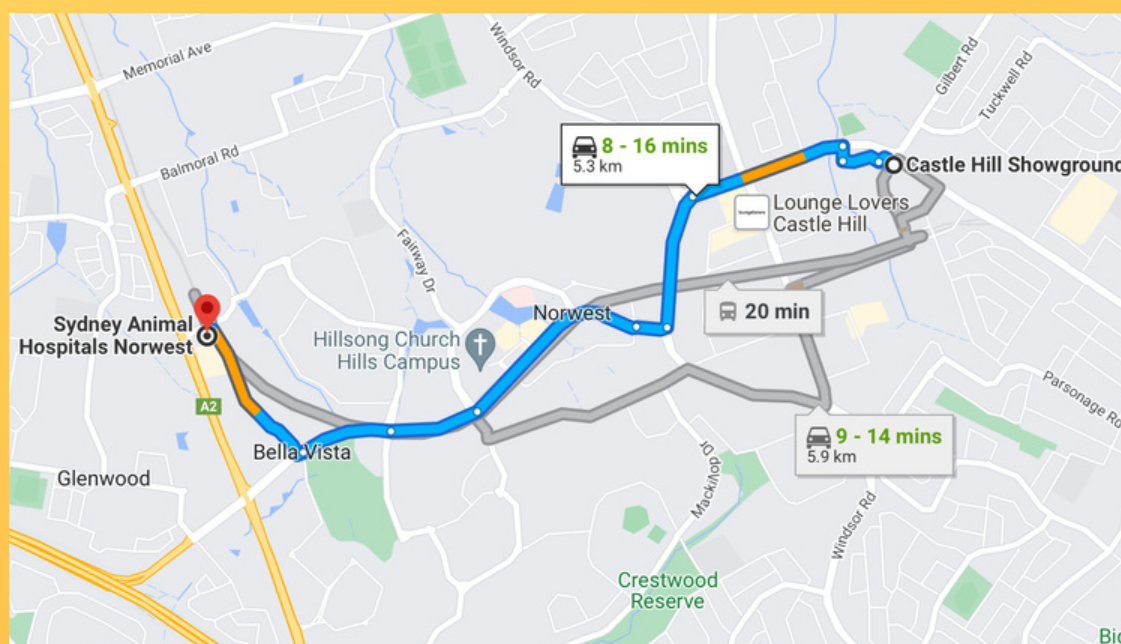 Memorial Ave
Windsor Rd
Gilbert Rd
Tuckwell Rd
Balmoral Rd
8 - 16 mins
5.3 km
Castle Hill Showground
Lounge Lovers
Castle Hill
Fairway Dr
Norwest
20 min
Sydney Animal
Hospitals Norwest
Hillsong Church
Hills Campus
Parsonage Rd
A2
9 - 14 mins
5.9 km
Bella Vista
Glenwood
Mackillop Dr
Windsor Rd
Crestwood
Reserve